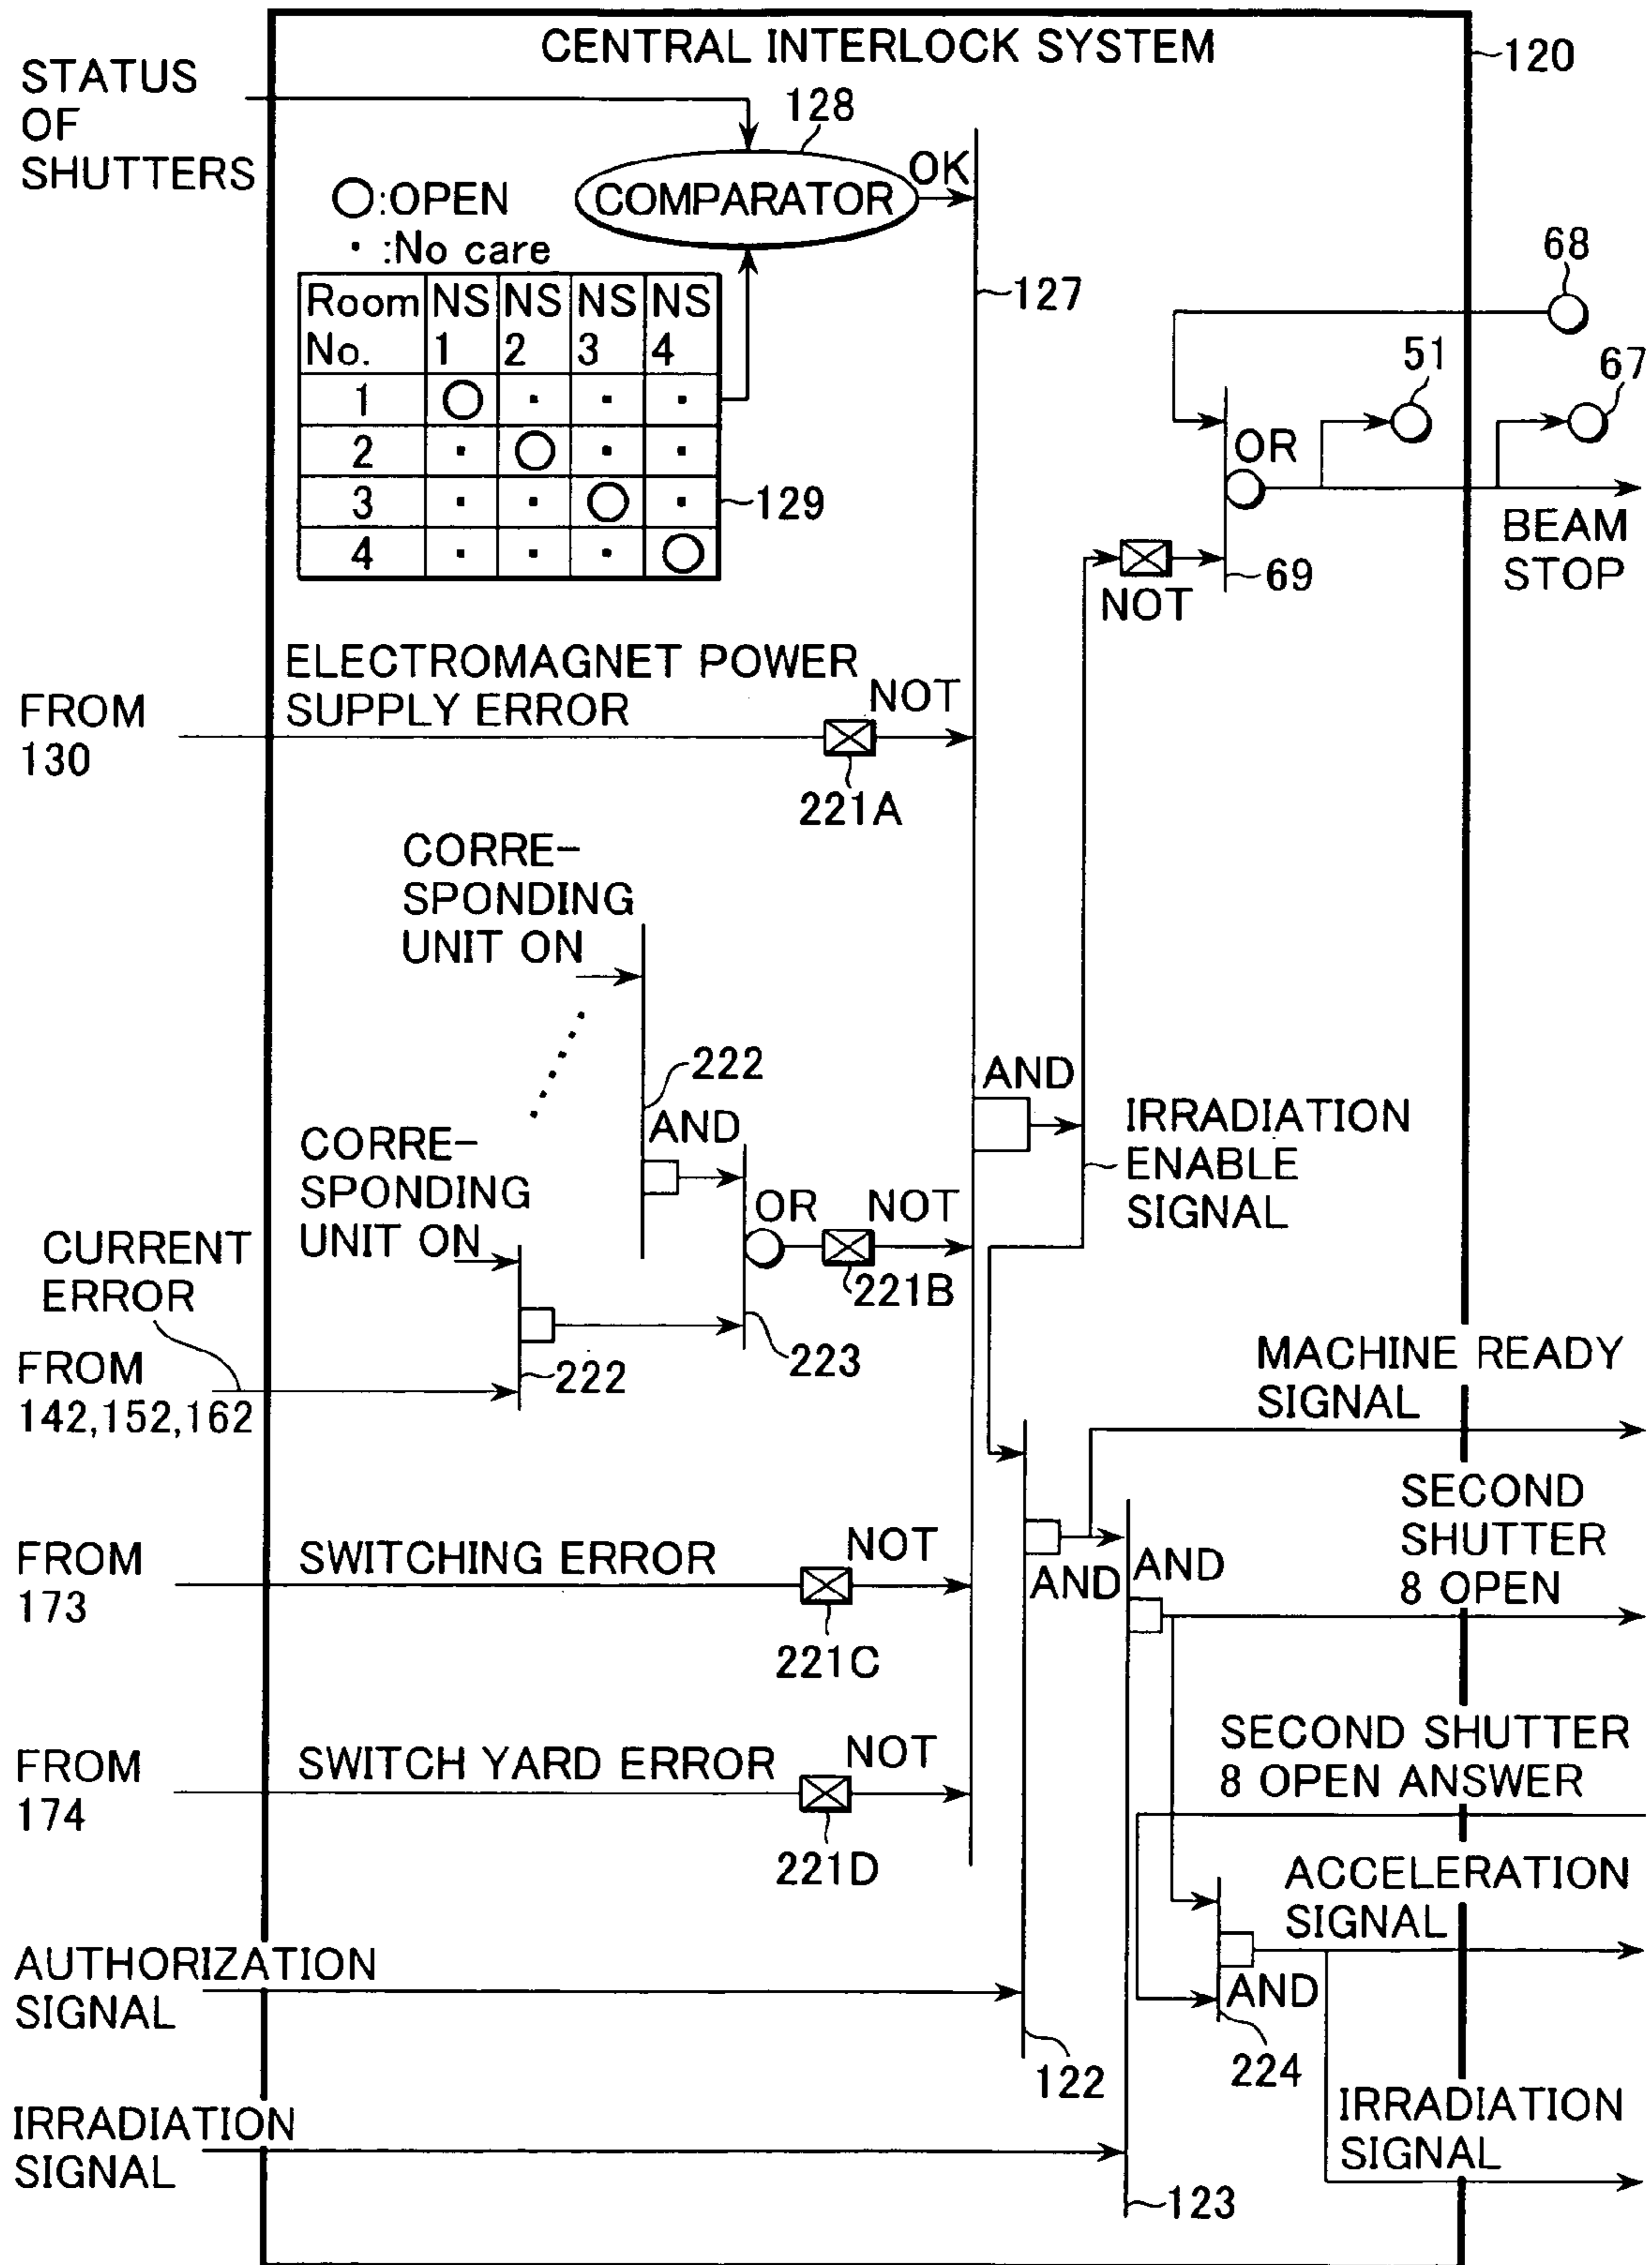 CENTRAL INTERLOCK SYSTEM
120
STATUS
OF
SHUTTERS
128
COMPARATOR
OK
○:OPEN
・:No care
127
Room No. NS 1 NS 2 NS 3 NS 4
1 ○ ・ ・ ・
2 ・ ○ ・ ・
3 ・ ・ ○ ・
4 ・ ・ ・ ○
129
68
51
67
OR
BEAM
STOP
NOT
69
ELECTROMAGNET POWER
SUPPLY ERROR
NOT
FROM
130
221A
CORRE-
SPONDING
UNIT ON
222
AND
AND
IRRADIATION
ENABLE
SIGNAL
CORRE-
SPONDING
UNIT ON
OR
NOT
221B
CURRENT
ERROR
223
222
FROM
142,152,162
MACHINE READY
SIGNAL
SECOND
SHUTTER
8 OPEN
FROM
173
SWITCHING ERROR
NOT
221C
AND
AND
SECOND SHUTTER
8 OPEN ANSWER
FROM
174
SWITCH YARD ERROR
NOT
221D
ACCELERATION
SIGNAL
AND
224
AUTHORIZATION
SIGNAL
122
IRRADIATION
SIGNAL
IRRADIATION
SIGNAL
123